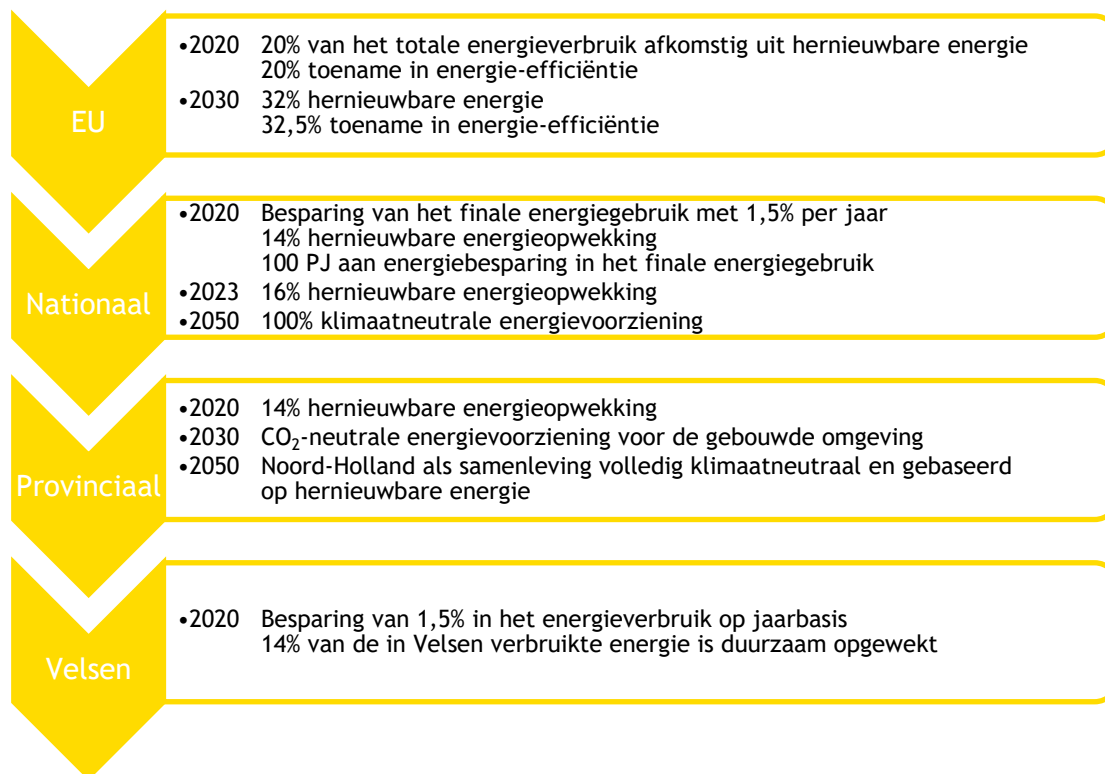 EU
•2020 20% van het totale energieverbruik afkomstig uit hernieuwbare energie
20% toename in energie-efficiëntie
•2030 32% hernieuwbare energie
32,5% toename in energie-efficiëntie
Nationaal
•2020 Besparing van het finale energiegebruik met 1,5% per jaar
14% hernieuwbare energieopwekking
100 PJ aan energiebesparing in het finale energiegebruik
•2023 16% hernieuwbare energieopwekking
•2050 100% klimaatneutrale energievoorziening
Provinciaal
•2020 14% hernieuwbare energieopwekking
•2030 CO₂-neutrale energievoorziening voor de gebouwde omgeving
•2050 Noord-Holland als samenleving volledig klimaatneutraal en gebaseerd
op hernieuwbare energie
Velsen
•2020 Besparing van 1,5% in het energieverbruik op jaarbasis
14% van de in Velsen verbruikte energie is duurzaam opgewekt